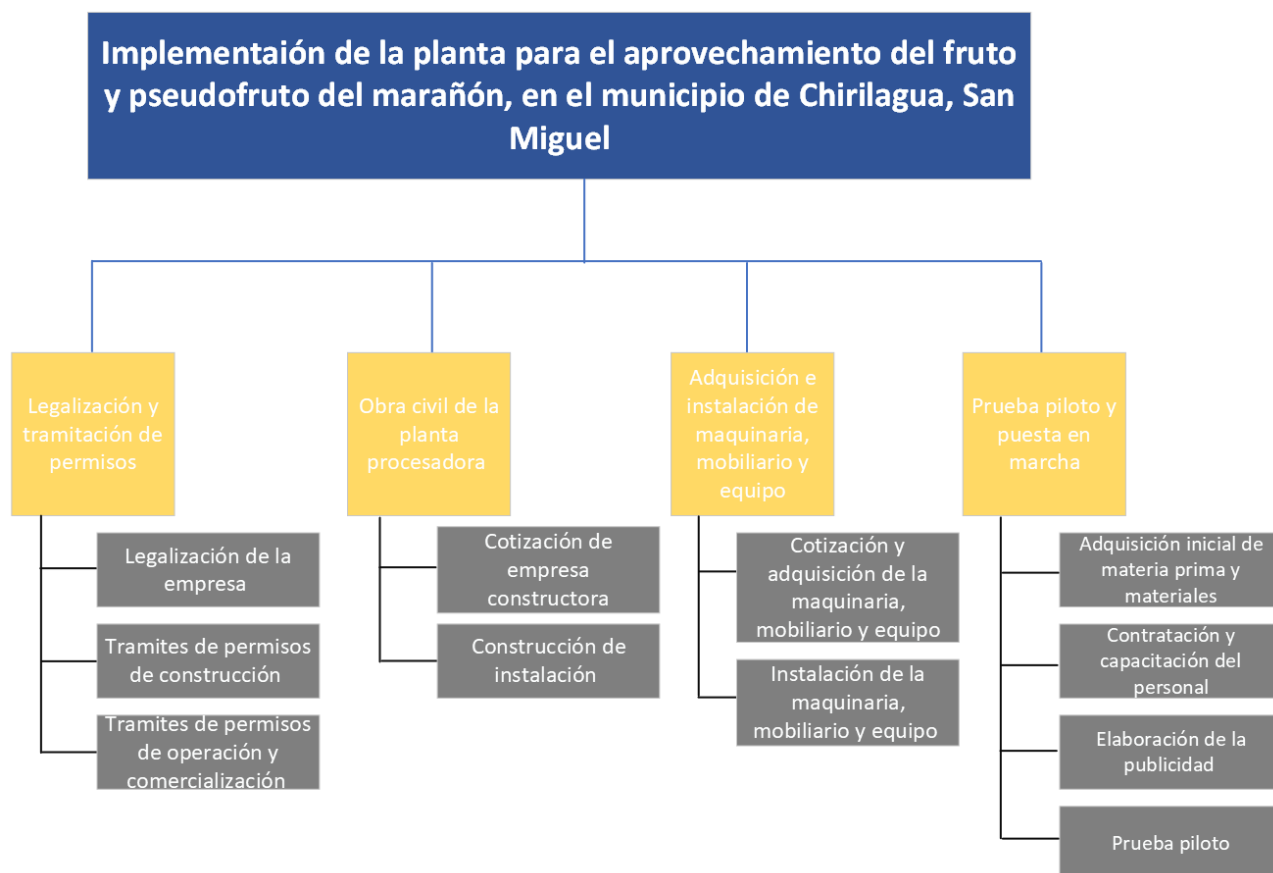 Implementaión de la planta para el aprovechamiento del fruto
y pseudofruto del marañón, en el municipio de Chirilagua, San
Miguel
Legalización y
tramitación de
permisos
Legalización de la
empresa
Tramites de permisos
de construcción
Tramites de permisos
de operación y
comercialización
Obra civil de la
planta
procesadora
Cotización de
empresa
constructora
Construcción de
instalación
Adquisición e
instalación de
maquinaria,
mobiliario y
equipo
Cotización y
adquisición de la
maquinaria,
mobiliario y equipo
Instalación de la
maquinaria,
mobiliario y equipo
Prueba piloto y
puesta en
marcha
Adquisición inicial de
materia prima y
materiales
Contratación y
capacitación del
personal
Elaboración de la
publicidad
Prueba piloto